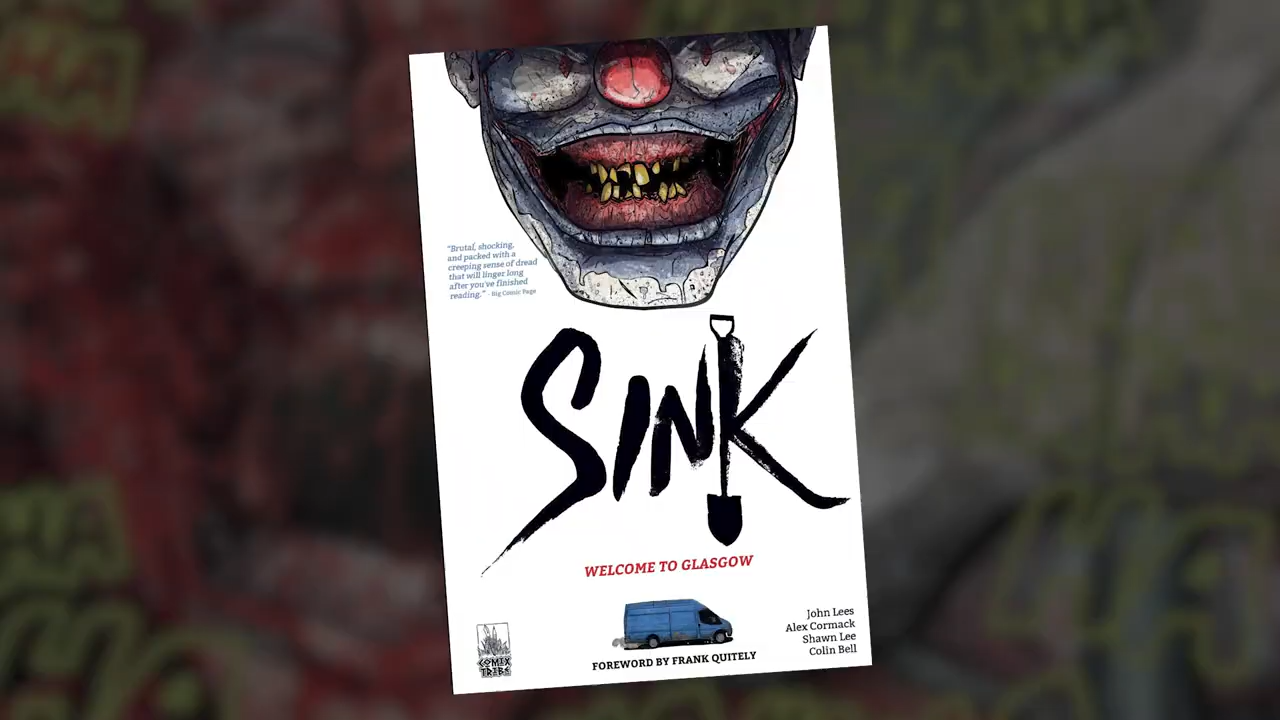 "Brutal, shocking,
and packed with a
creeping sense of dread
that will linger long
after you've finished
reading." - Big Comic Page
SINK
WELCOME TO GLASGOW
COMIX
TRIBE
FOREWORD BY FRANK QUITELY
John Lees
Alex Cormack
Shawn Lee
Colin Bell